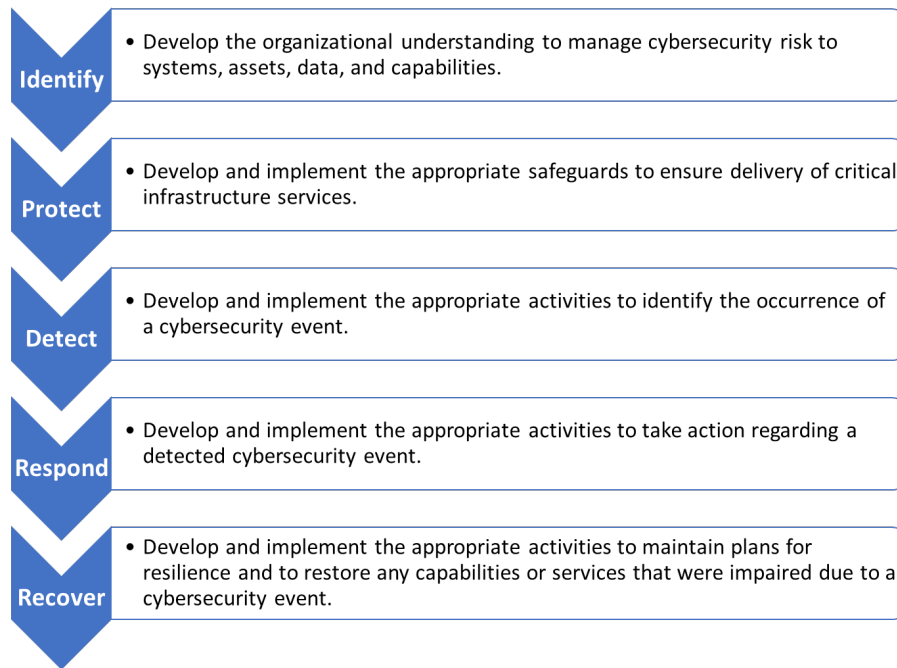 Identify
• Develop the organizational understanding to manage cybersecurity risk to
systems, assets, data, and capabilities.
Protect
• Develop and implement the appropriate safeguards to ensure delivery of critical
infrastructure services.
Detect
• Develop and implement the appropriate activities to identify the occurrence of
a cybersecurity event.
Respond
• Develop and implement the appropriate activities to take action regarding a
detected cybersecurity event.
Recover
• Develop and implement the appropriate activities to maintain plans for
resilience and to restore any capabilities or services that were impaired due to a
cybersecurity event.